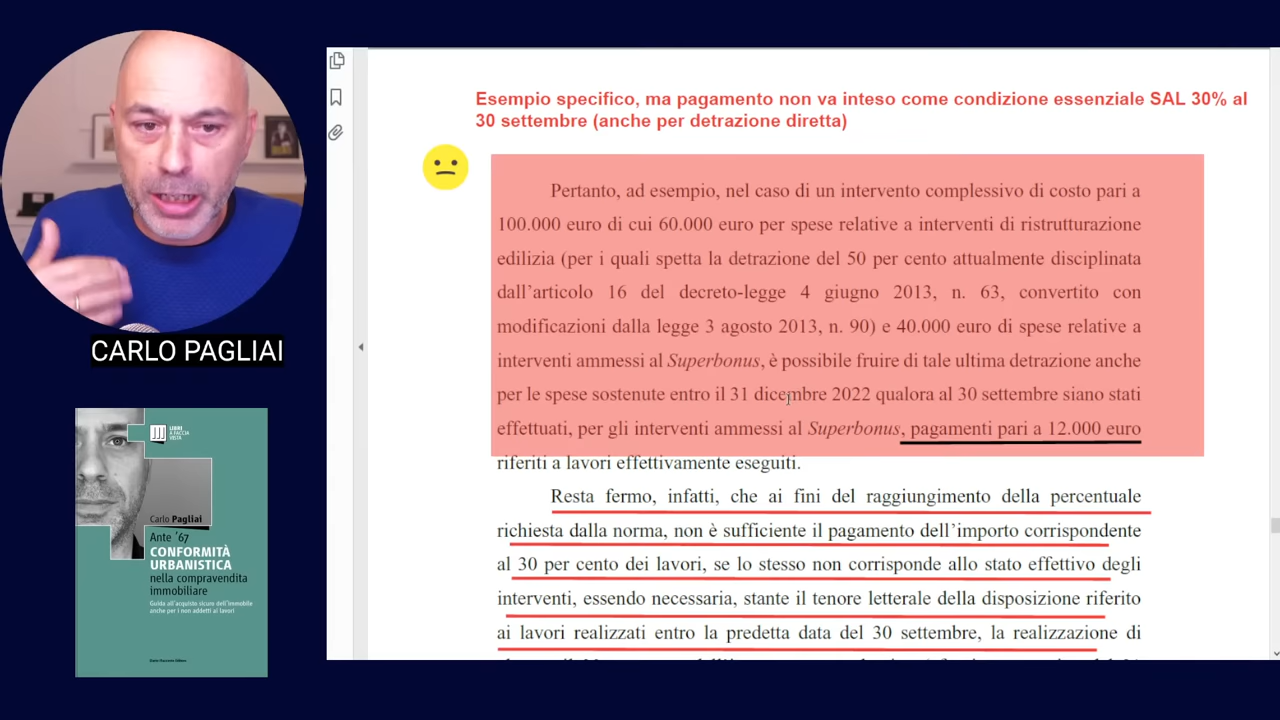 CARLO PAGLIAI
LIBRI
A FACCIA
VISTA
Carlo Pagliai
Ante '67
CONFORMITÀ
URBANISTICA
nella compravendita
immobiliare
Guida all'acquisto sicuro dell'immobile
anche per i non addetti ai lavori
Esempio specifico, ma pagamento non va inteso come condizione essenziale SAL 30% al
30 settembre (anche per detrazione diretta)
Pertanto, ad esempio, nel caso di un intervento complessivo di costo pari a
100.000 euro di cui 60.000 euro per spese relative a interventi di ristrutturazione
edilizia (per i quali spetta la detrazione del 50 per cento attualmente disciplinata
dall'articolo 16 del decreto-legge 4 giugno 2013, n. 63, convertito con
modificazioni dalla legge 3 agosto 2013, n. 90) e 40.000 euro di spese relative a
interventi ammessi al Superbonus, è possibile fruire di tale ultima detrazione anche
per le spese sostenute entro il 31 dicembre 2022 qualora al 30 settembre siano stati
effettuati, per gli interventi ammessi al Superbonus, pagamenti pari a 12.000 euro
riferiti a lavori effettivamente eseguiti.
Resta fermo, infatti, che ai fini del raggiungimento della percentuale
richiesta dalla norma, non è sufficiente il pagamento dell'importo corrispondente
al 30 per cento dei lavori, se lo stesso non corrisponde allo stato effettivo degli
interventi, essendo necessaria, stante il tenore letterale della disposizione riferito
ai lavori realizzati entro la predetta data del 30 settembre, la realizzazione di